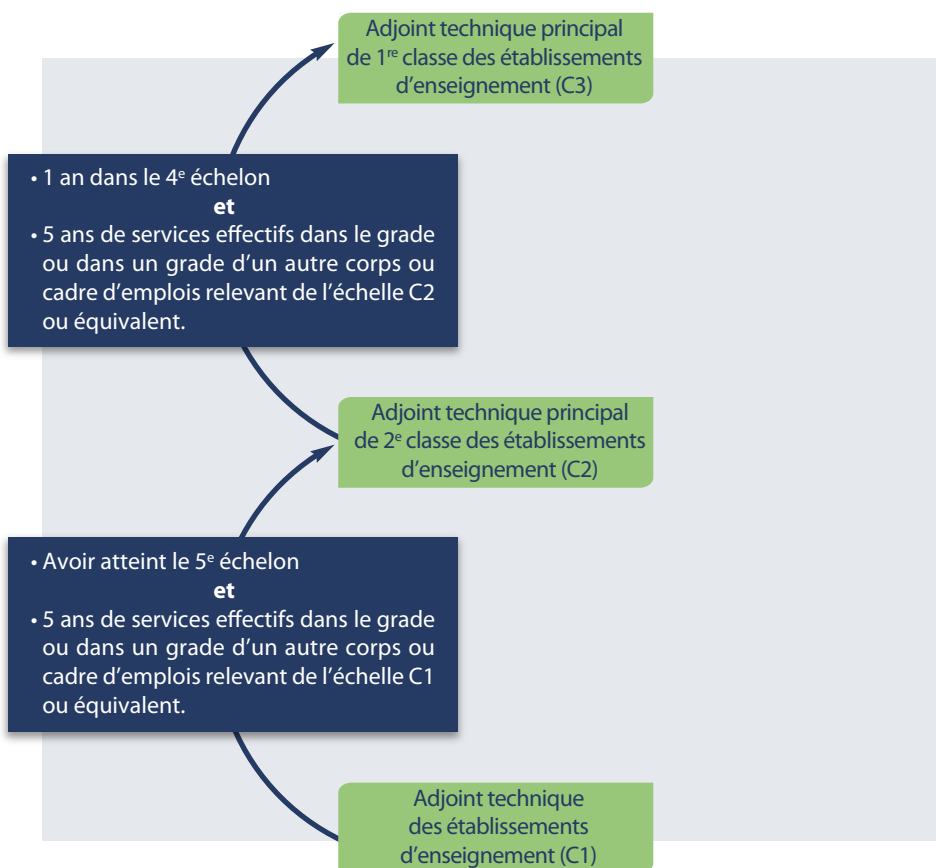 Adjoint technique principal
de 1re classe des établissements
d’enseignement (C3)
• 1 an dans le 4e échelon
et
• 5 ans de services effectifs dans le grade
ou dans un grade d’un autre corps ou
cadre d’emplois relevant de l’échelle C2
ou équivalent.
Adjoint technique principal
de 2e classe des établissements
d’enseignement (C2)
• Avoir atteint le 5e échelon
et
• 5 ans de services effectifs dans le grade
ou dans un grade d’un autre corps ou
cadre d’emplois relevant de l’échelle C1
ou équivalent.
Adjoint technique
des établissements
d’enseignement (C1)